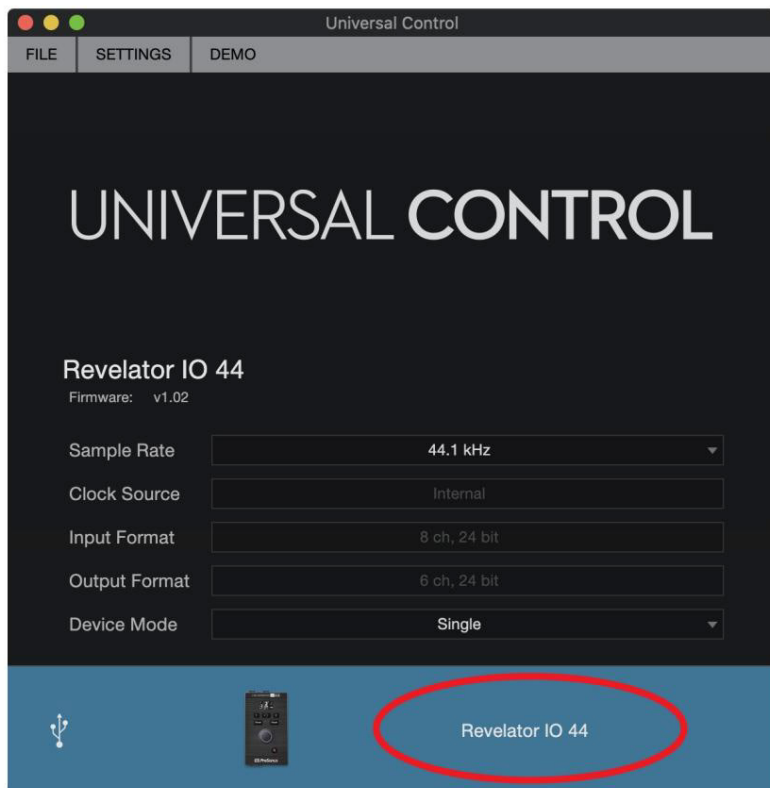 Universal Control
FILE SETTINGS DEMO
UNIVERSAL CONTROL
Revelator IO 44
Firmware: v1.02
Sample Rate 44.1 kHz
Clock Source Internal
Input Format 8 ch, 24 bit
Output Format 6 ch, 24 bit
Device Mode Single
PreSonus
Revelator IO 44